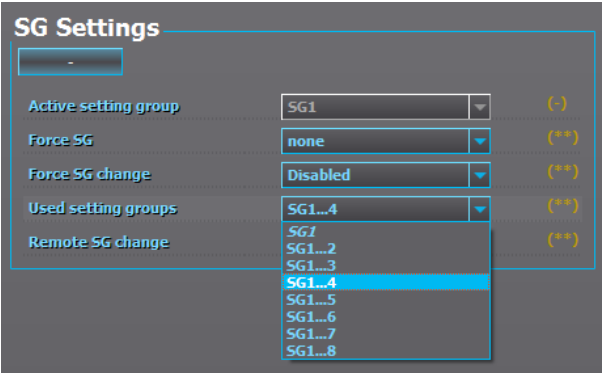 SG Settings
-
Active setting group SG1 (-)
Force SG none (**)
Force SG change Disabled (**)
Used setting groups SG1...4 (**)
Remote SG change (**)
SG1
SG1...2
SG1...3
SG1...4
SG1...5
SG1...6
SG1...7
SG1...8